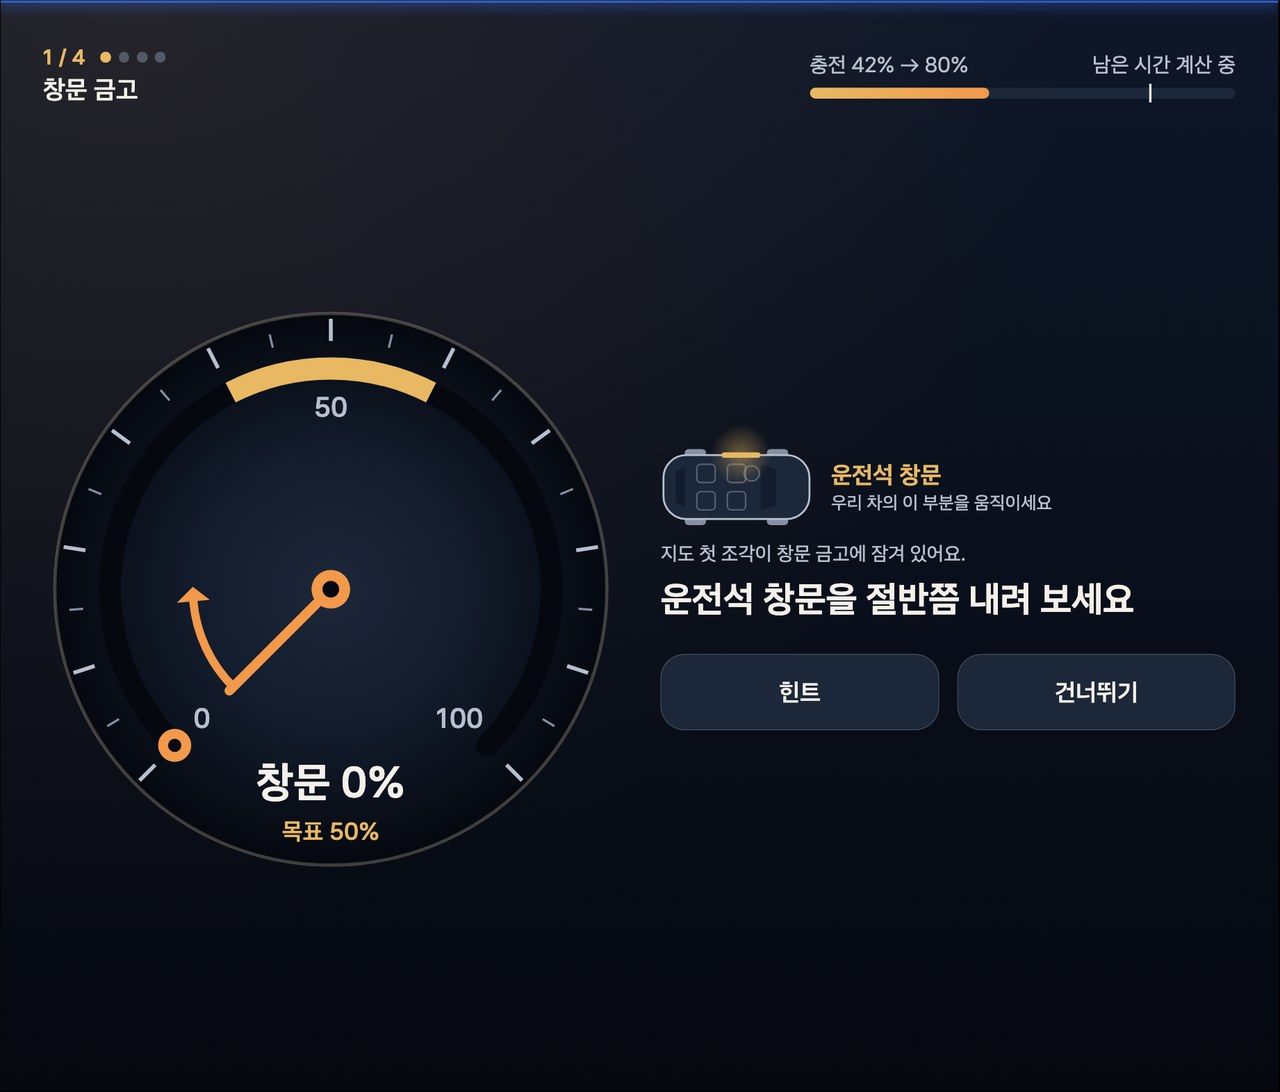 1 / 4
창문 금고
충전 42% → 80%
남은 시간 계산 중
50
0
100
창문 0%
목표 50%
운전석 창문
우리 차의 이 부분을 움직이세요
지도 첫 조각이 창문 금고에 잠겨 있어요.
운전석 창문을 절반쯤 내려 보세요
힌트
건너뛰기